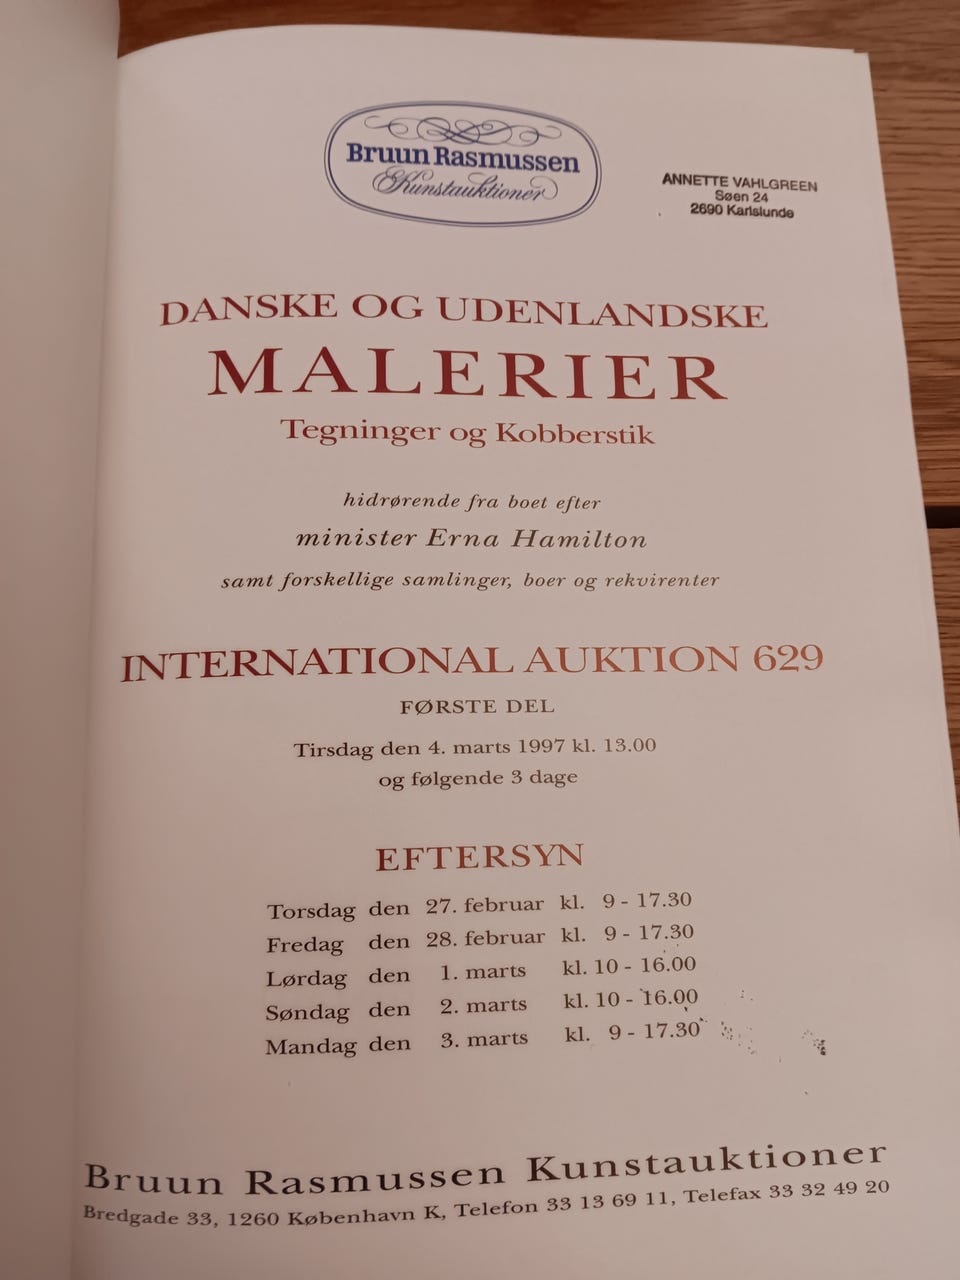 Bruun Rasmussen
Kunstauktioner
ANNETTE VAHLGREEN
Søen 24
2690 Karlslunde
DANSKE OG UDENLANDSKE
MALERIER
Tegninger og Kobberstik
hidrørende fra boet efter
minister Erna Hamilton
samt forskellige samlinger, boer og rekvirenter
INTERNATIONAL AUKTION 629
FØRSTE DEL
Tirsdag den 4. marts 1997 kl. 13.00
og følgende 3 dage
EFTERSYN
Torsdag den 27. februar kl. 9 - 17.30
Fredag den 28. februar kl. 9 - 17.30
Lørdag den 1. marts kl. 10 - 16.00
Søndag den 2. marts kl. 10 - 16.00
Mandag den 3. marts kl. 9 - 17.30
Bruun Rasmussen Kunstauktioner
Bredgade 33, 1260 København K, Telefon 33 13 69 11, Telefax 33 32 49 20